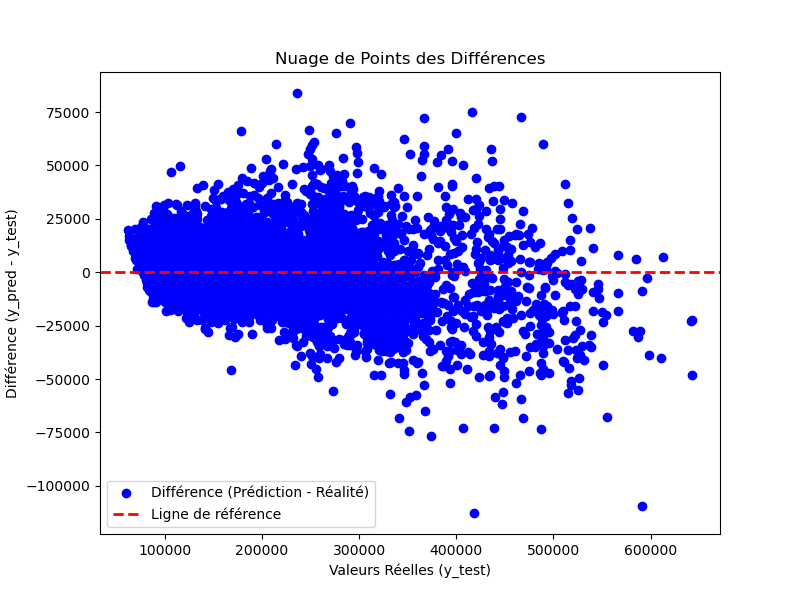 Nuage de Points des Différences
Différence (y_pred - y_test)
75000
50000
25000
0
−25000
−50000
−75000
−100000
Différence (Prédiction - Réalité)
Ligne de référence
100000 200000 300000 400000 500000 600000
Valeurs Réelles (y_test)